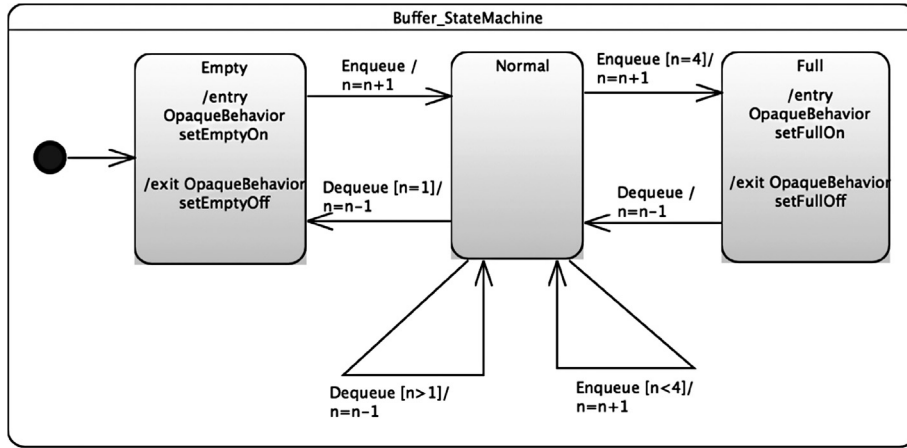 Buffer_StateMachine
Empty
/entry
OpaqueBehavior
setEmptyOn
/exit OpaqueBehavior
setEmptyOff
Enqueue /
n=n+1
Dequeue [n=1]/
n=n-1
Normal
Enqueue [n=4]/
n=n+1
Dequeue /
n=n-1
Full
/entry
OpaqueBehavior
setFullOn
/exit OpaqueBehavior
setFullOff
Dequeue [n>1]/
n=n-1
Enqueue [n<4]/
n=n+1